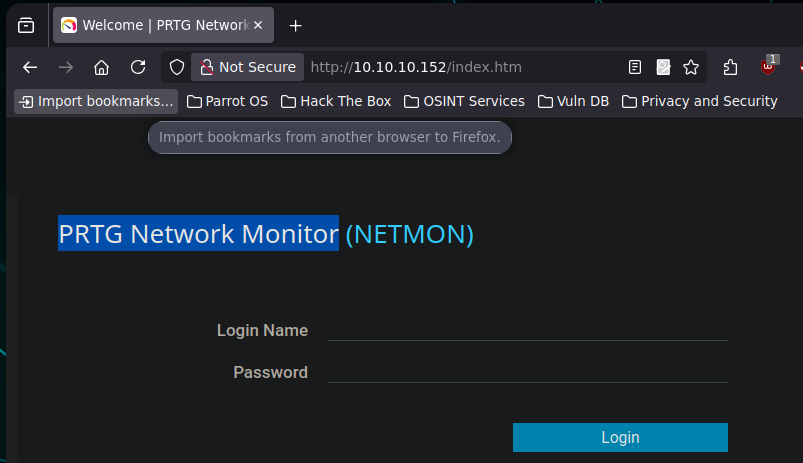 Welcome | PRTG Network
Not Secure http://10.10.10.152/index.htm 1
Import bookmarks... Parrot OS Hack The Box OSINT Services Vuln DB Privacy and Security
Import bookmarks from another browser to Firefox.
PRTG Network Monitor (NETMON)
Login Name
Password
Login